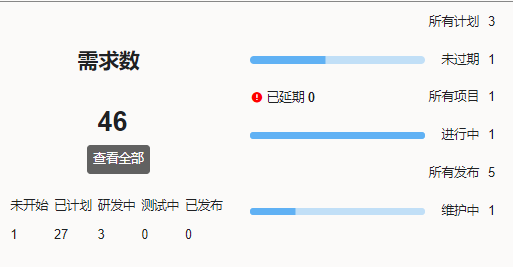 需求数
46
查看全部
未开始 已计划 研发中 测试中 已发布
1 27 3 0 0
所有计划 3
未过期 1
已延期 0 所有项目 1
进行中 1
所有发布 5
维护中 1